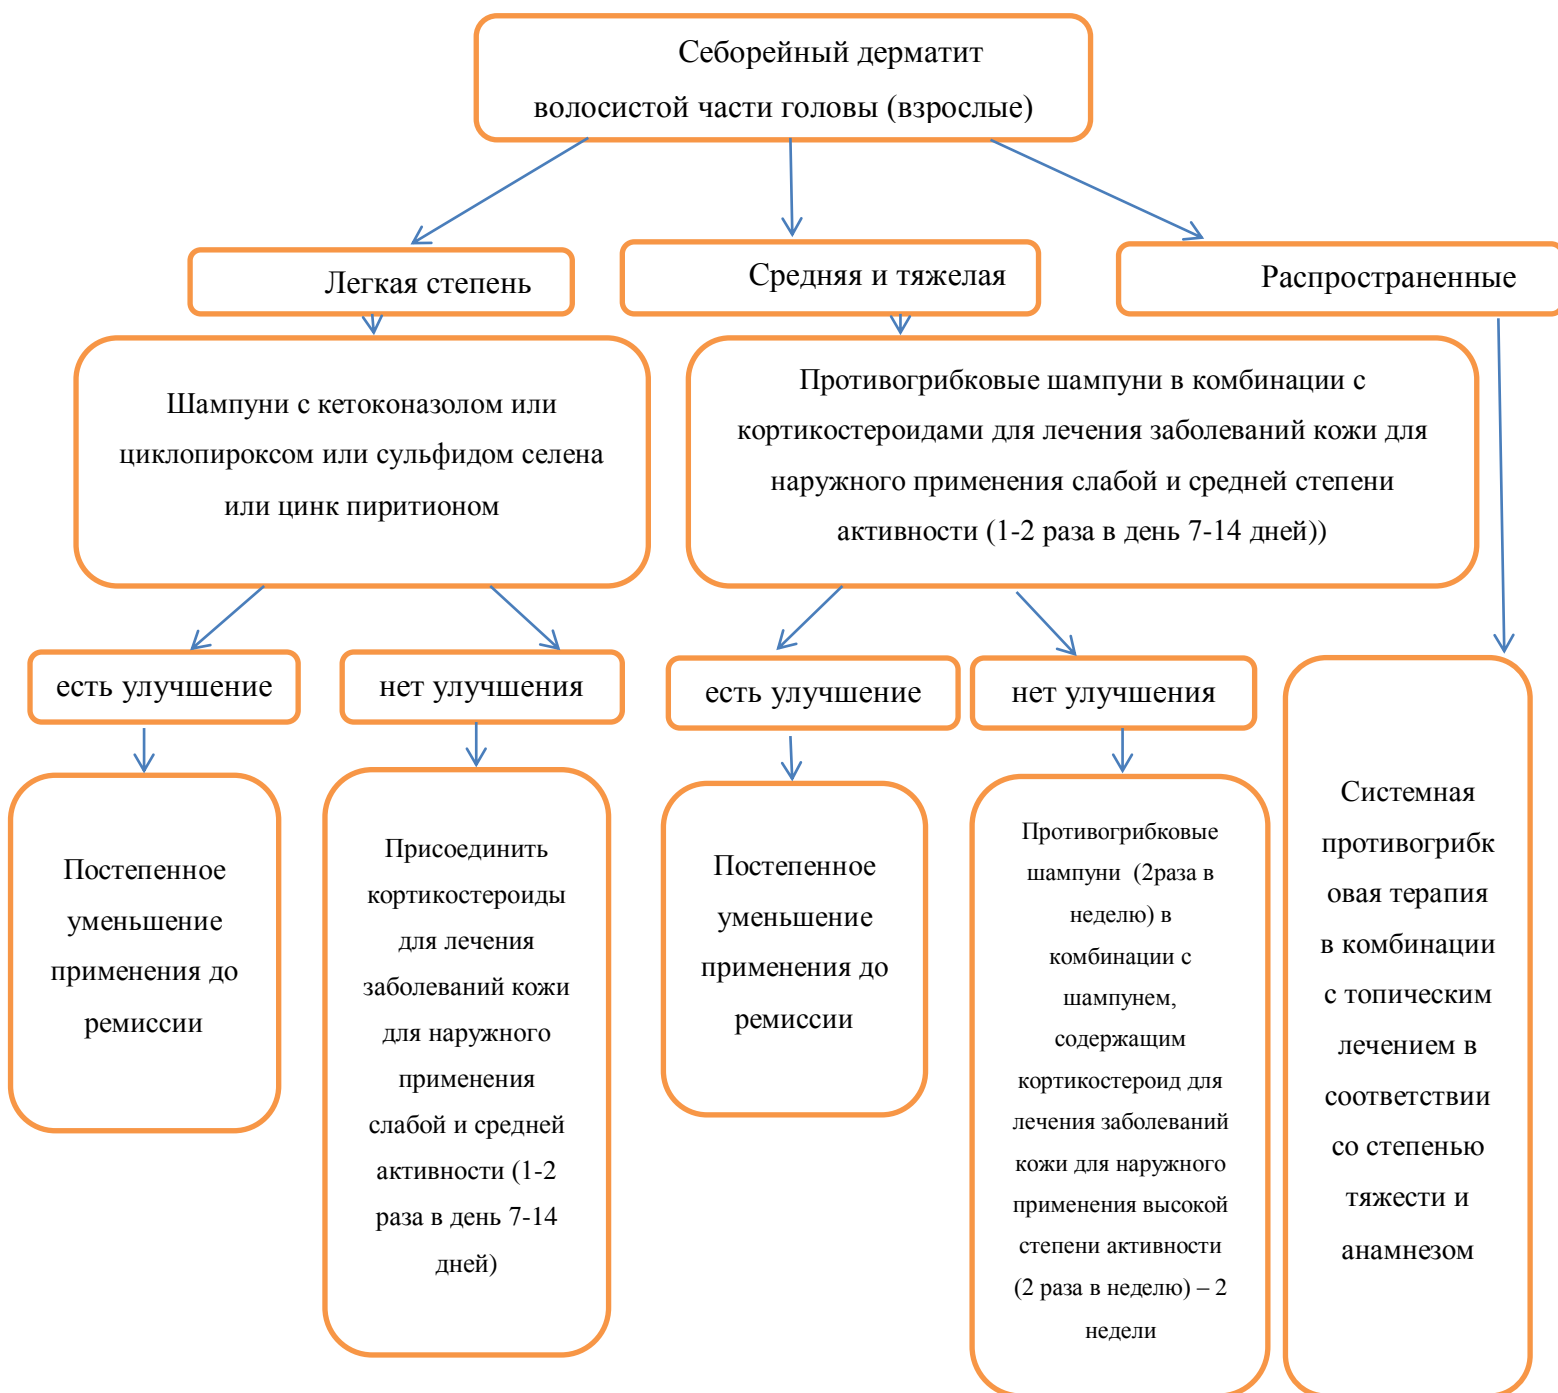 Себорейный дерматит
волосистой части головы (взрослые)
Легкая степень
Средняя и тяжелая
Распространенные
Шампуни с кетоконазолом или
циклопироксом или сульфидом селена
или цинк пиритионом
Противогрибковые шампуни в комбинации с
кортикостероидами для лечения заболеваний кожи для
наружного применения слабой и средней степени
активности (1-2 раза в день 7-14 дней))
есть улучшение
нет улучшения
есть улучшение
нет улучшения
Постепенное
уменьшение
применения до
ремиссии
Присоединить
кортикостероиды
для лечения
заболеваний кожи
для наружного
применения
слабой и средней
активности (1-2
раза в день 7-14
дней)
Постепенное
уменьшение
применения до
ремиссии
Противогрибковые
шампуни (2раза в
неделю) в
комбинации с
шампунем,
содержащим
кортикостероид для
лечения заболеваний
кожи для наружного
применения высокой
степени активности
(2 раза в неделю) – 2
недели
Системная
противогрибк
овая терапия
в комбинации
с топическим
лечением в
соответствии
со степенью
тяжести и
анамнезом